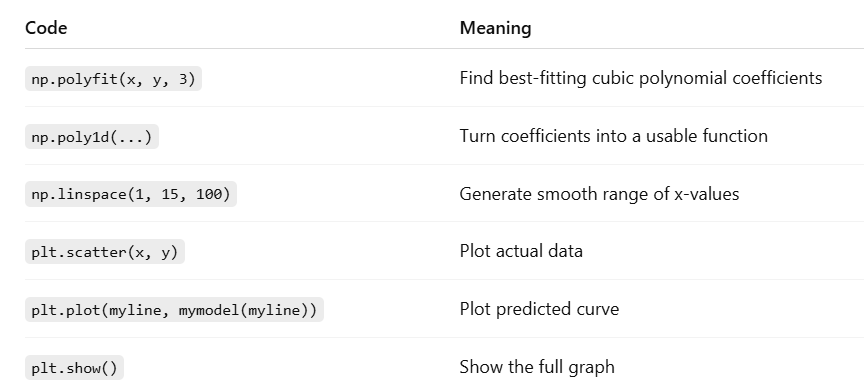 Code Meaning
np.polyfit(x, y, 3) Find best-fitting cubic polynomial coefficients
np.poly1d(...) Turn coefficients into a usable function
np.linspace(1, 15, 100) Generate smooth range of x-values
plt.scatter(x, y) Plot actual data
plt.plot(myline, mymodel(myline)) Plot predicted curve
plt.show() Show the full graph